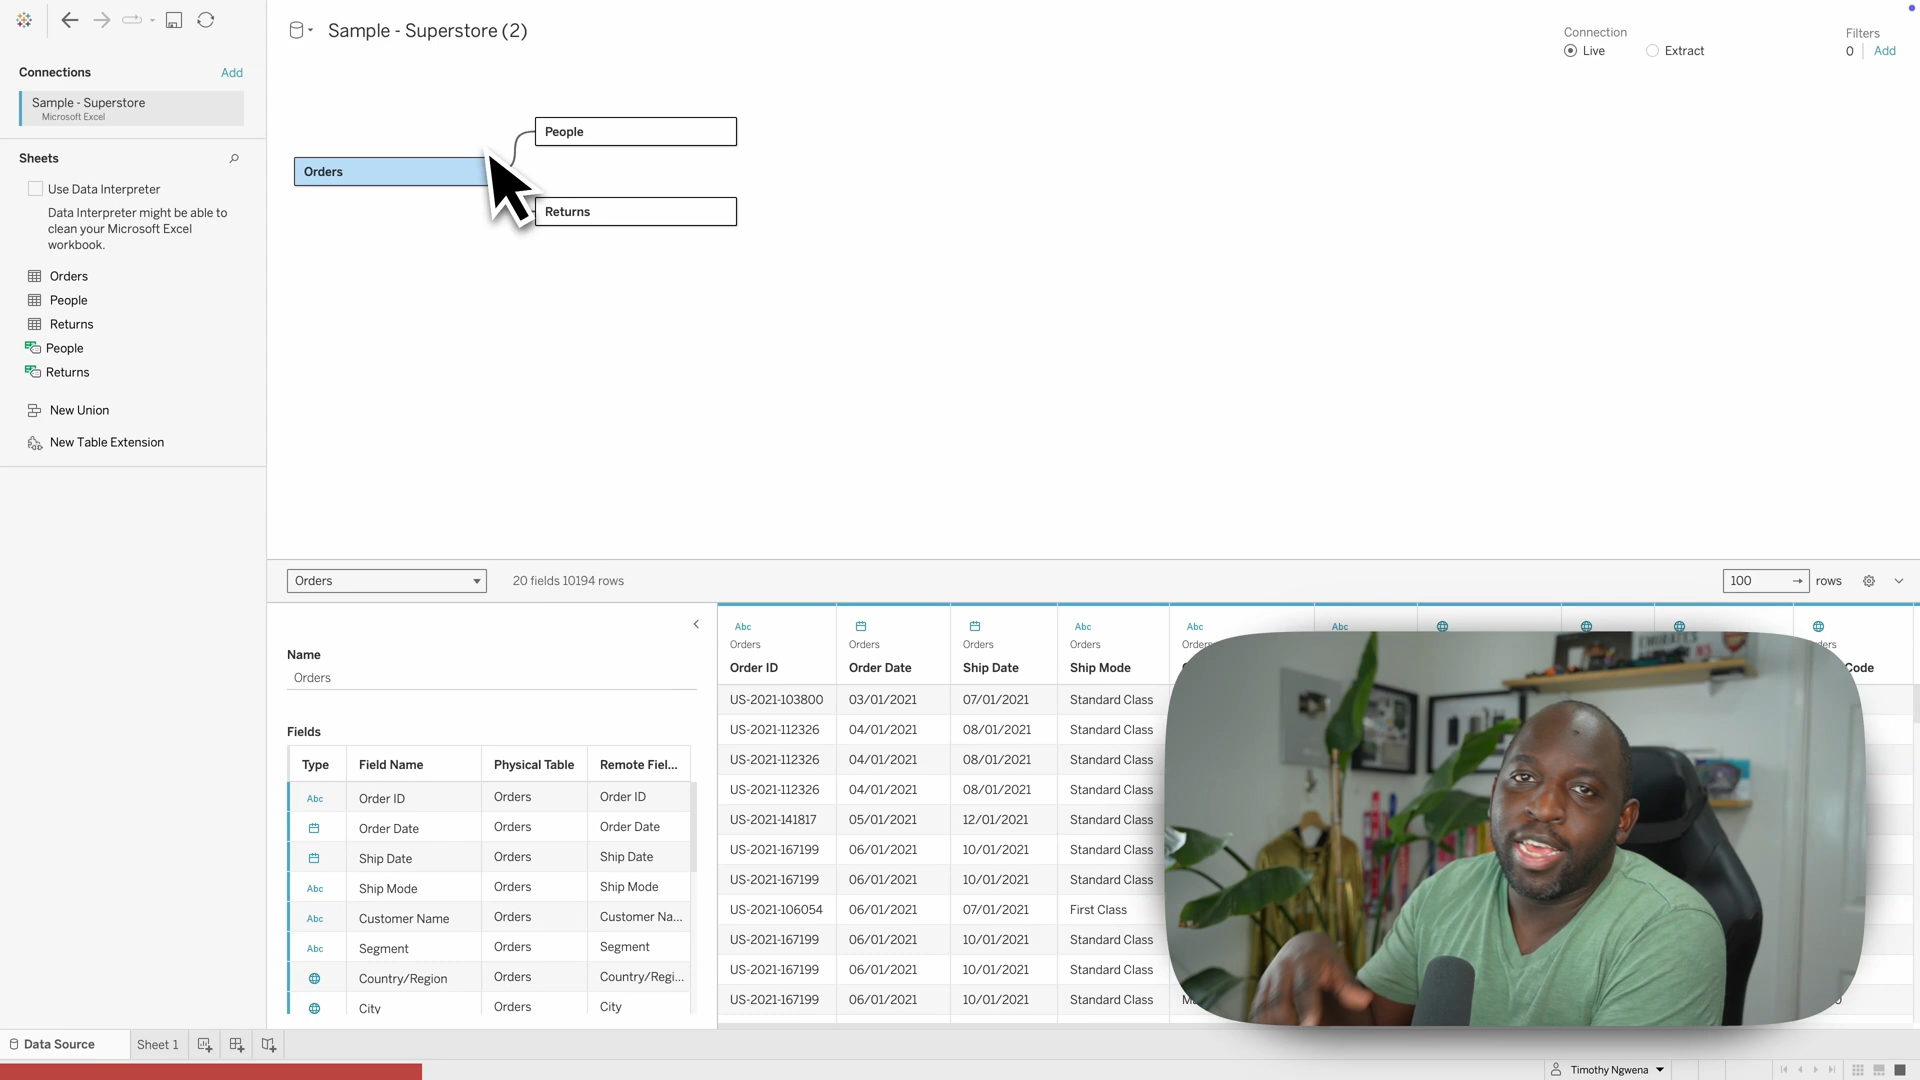 Sample - Superstore (2)
Connection
Live
Extract
Filters
0
Add
Connections
Add
Sample - Superstore
Microsoft Excel
Sheets
Use Data Interpreter
Data Interpreter might be able to
clean your Microsoft Excel
workbook.
Orders
People
Returns
People
Returns
New Union
New Table Extension
Orders
People
Returns
Orders
20 fields 10194 rows
100
rows
Name
Orders
Fields
Type Field Name Physical Table Remote Fiel...
Abc Order ID Orders Order ID
Order Date Orders Order Date
Ship Date Orders Ship Date
Abc Ship Mode Orders Ship Mode
Abc Customer Name Orders Customer Na...
Abc Segment Orders Segment
Country/Region Orders Country/Regi...
City Orders City
Abc Abc Abc Abc
Orders Orders Orders Orders Orders
Order ID Order Date Ship Date Ship Mode Code
US-2021-103800 03/01/2021 07/01/2021 Standard Class
US-2021-112326 04/01/2021 08/01/2021 Standard Class
US-2021-112326 04/01/2021 08/01/2021 Standard Class
US-2021-112326 04/01/2021 08/01/2021 Standard Class
US-2021-141817 05/01/2021 12/01/2021 Standard Class
US-2021-167199 06/01/2021 10/01/2021 Standard Class
US-2021-167199 06/01/2021 10/01/2021 Standard Class
US-2021-106054 06/01/2021 07/01/2021 First Class
US-2021-167199 06/01/2021 10/01/2021 Standard Class
US-2021-167199 06/01/2021 10/01/2021 Standard Class
US-2021-167199 06/01/2021 10/01/2021 Standard Class
Data Source
Sheet 1
Timothy Ngwena